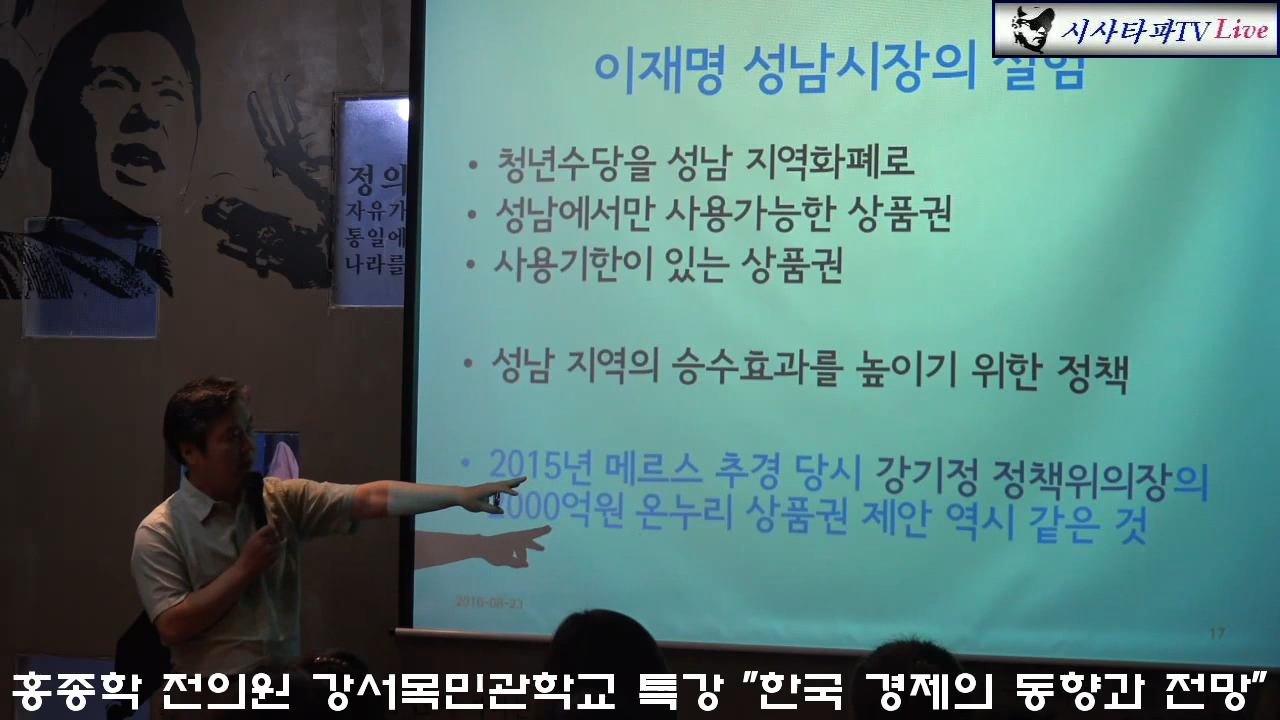 시사타파TV Live
이재명 성남시장의 실험
정의
자유가
통일에
나라를
• 청년수당을 성남 지역화폐로
• 성남에서만 사용가능한 상품권
• 사용기한이 있는 상품권
• 성남 지역의 승수효과를 높이기 위한 정책
• 2015년 메르스 추경 당시 강기정 정책위의장의
2000억원 온누리 상품권 제안 역시 같은 것
2016-08-23
17
홍종학 전의원 강서목민관학교 특강 "한국 경제의 동향과 전망"